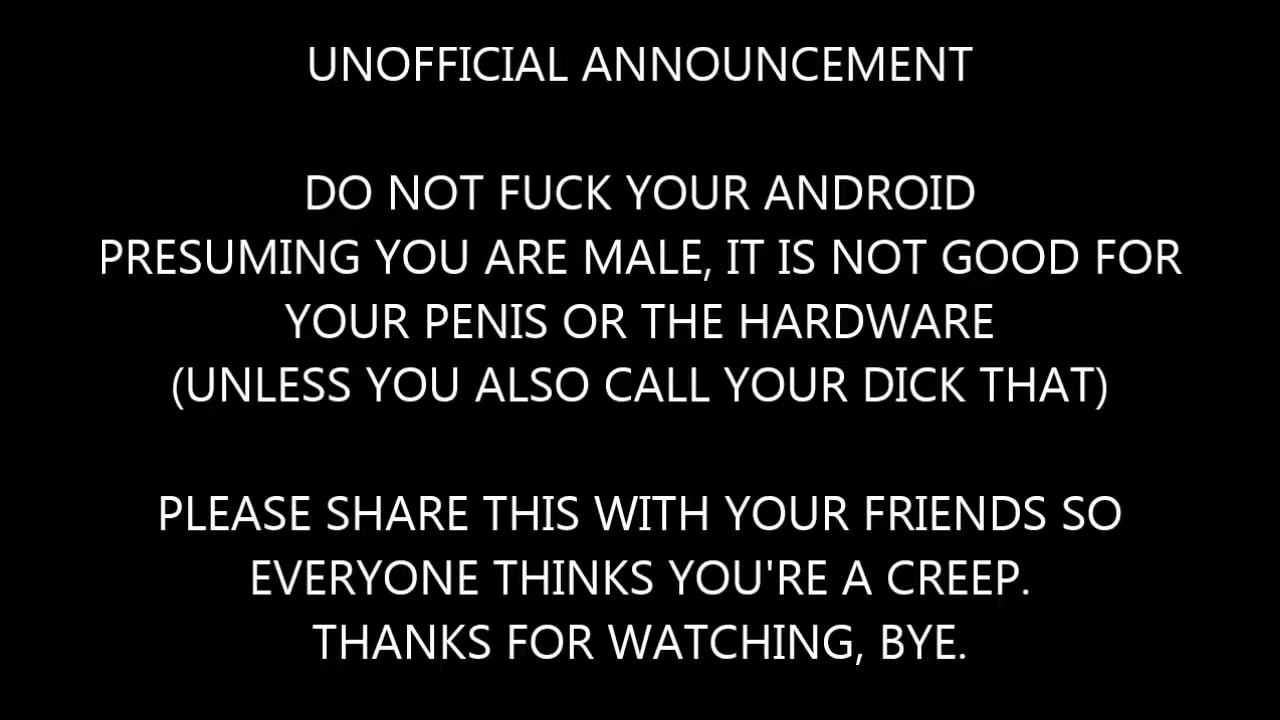 UNOFFICIAL ANNOUNCEMENT
DO NOT FUCK YOUR ANDROID
PRESUMING YOU ARE MALE, IT IS NOT GOOD FOR
YOUR PENIS OR THE HARDWARE
(UNLESS YOU ALSO CALL YOUR DICK THAT)
PLEASE SHARE THIS WITH YOUR FRIENDS SO
EVERYONE THINKS YOU'RE A CREEP.
THANKS FOR WATCHING, BYE.